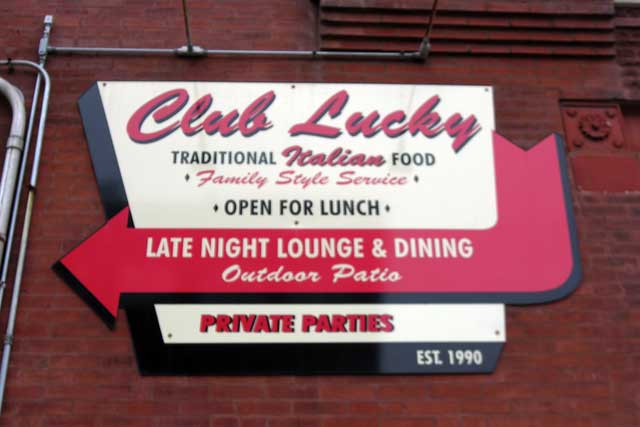 Club Lucky
TRADITIONAL Italian FOOD
Family Style Service
OPEN FOR LUNCH
LATE NIGHT LOUNGE & DINING
Outdoor Patio
PRIVATE PARTIES
EST. 1990